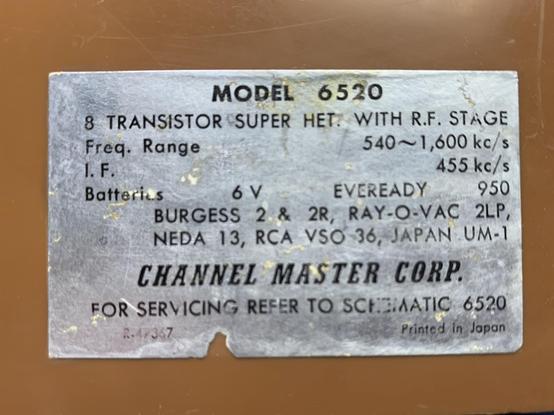 MODEL 6520
8 TRANSISTOR SUPER HET. WITH R.F. STAGE
Freq. Range 540~1,600 kc/s
I. F. 455 kc/s
Batteries 6 V EVEREADY 950
BURGESS 2 & 2R, RAY-O-VAC 2LP,
NEDA 13, RCA VSO 36, JAPAN UM-1
CHANNEL MASTER CORP.
FOR SERVICING REFER TO SCHEMATIC 6520
Printed in Japan